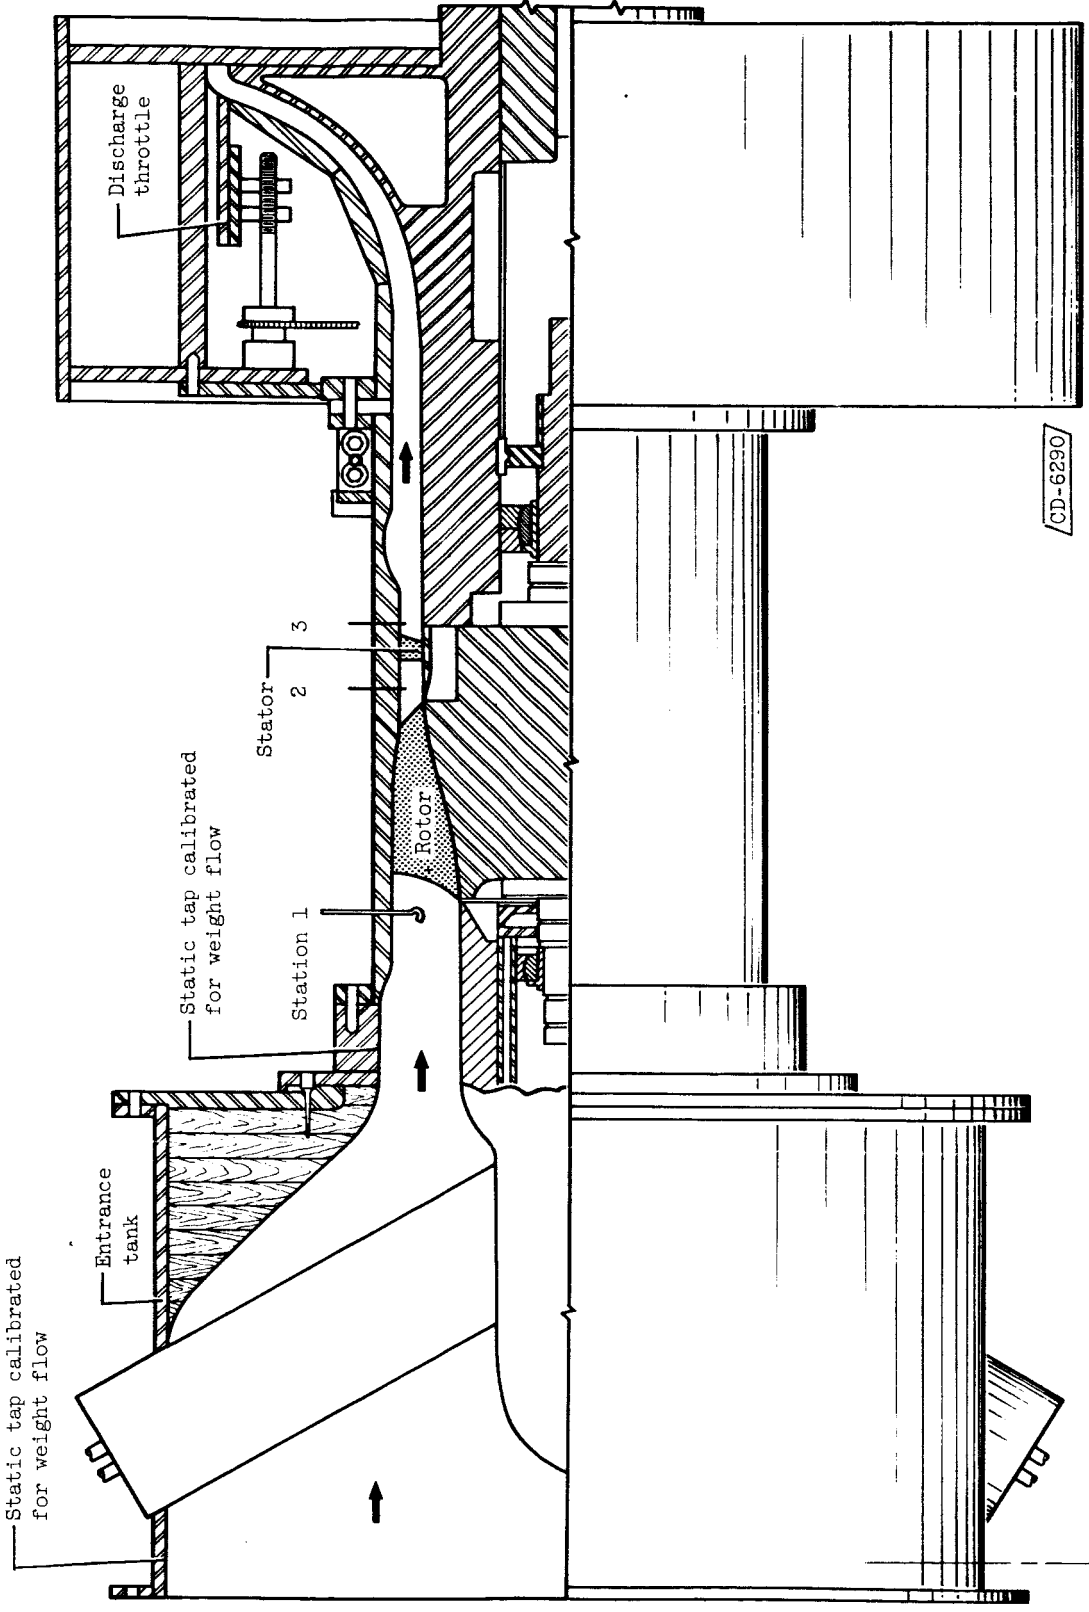 Static tap calibrated
for weight flow
Entrance
tank
Static tap calibrated
for weight flow
Station 1
Rotor
Stator
2
3
Discharge
throttle
CD-6290